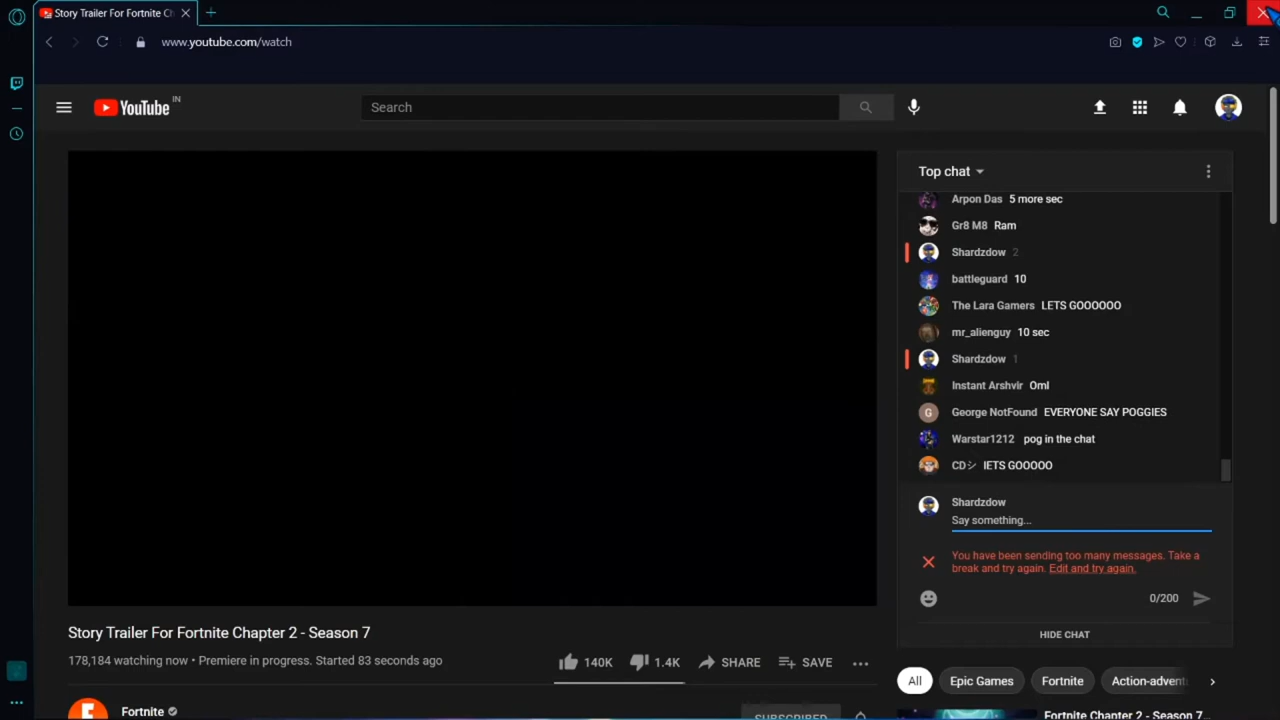 Story Trailer For Fortnite Ch
www.youtube.com/watch
YouTube IN
Search
Top chat
Arpon Das 5 more sec
Gr8 M8 Ram
Shardzdow 2
battleguard 10
The Lara Gamers LETS GOOOOOO
mr_alienguy 10 sec
Shardzdow 1
Instant Arshvir Oml
G George NotFound EVERYONE SAY POGGIES
Warstar1212 pog in the chat
CDシ lETS GOOOOO
Shardzdow
Say something...
You have been sending too many messages. Take a
break and try again. Edit and try again.
0/200
HIDE CHAT
Story Trailer For Fortnite Chapter 2 - Season 7
178,184 watching now • Premiere in progress. Started 83 seconds ago
140K 1.4K SHARE SAVE
All Epic Games Fortnite Action-advent
Fortnite
SUBSCRIBED
Fortnite Chapter 2 - Season 7...